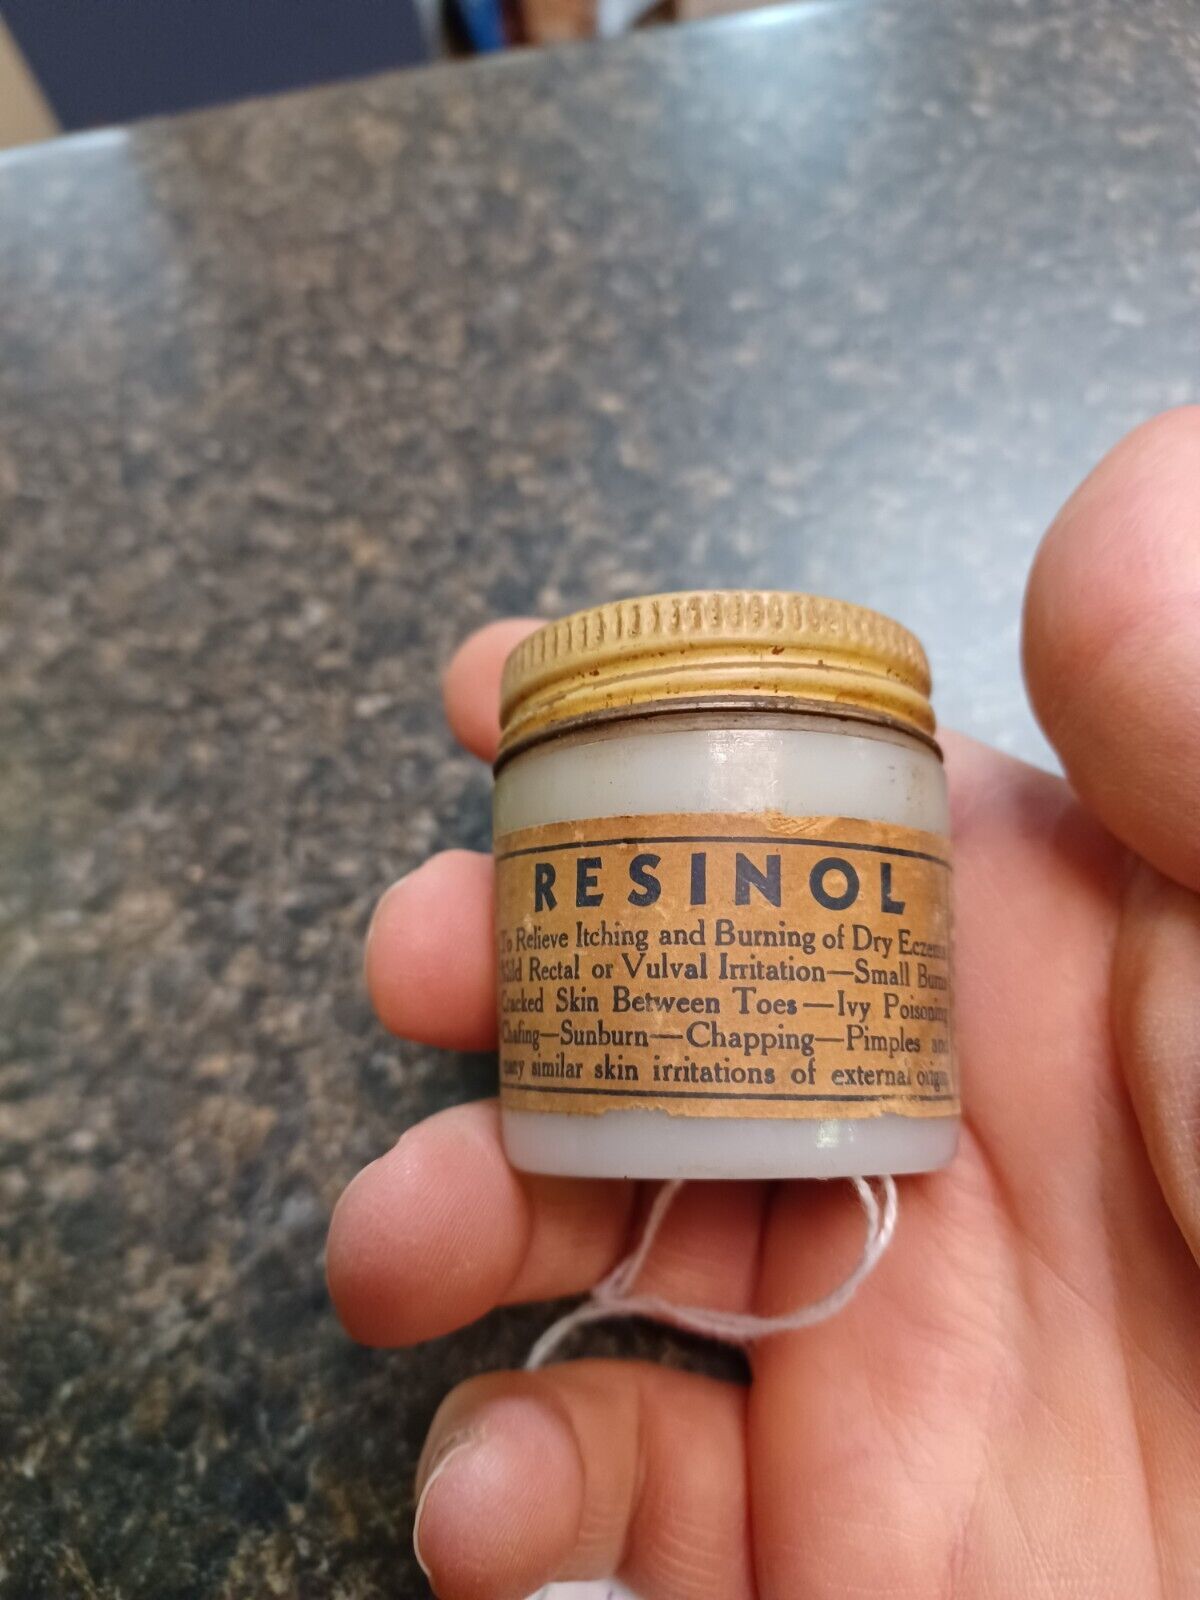 RESINOL
To Relieve Itching and Burning of Dry Eczema
Mild Rectal or Vulval Irritation—Small Burns
Cracked Skin Between Toes—Ivy Poisoning
Chafing—Sunburn—Chapping—Pimples and
many similar skin irritations of external origin